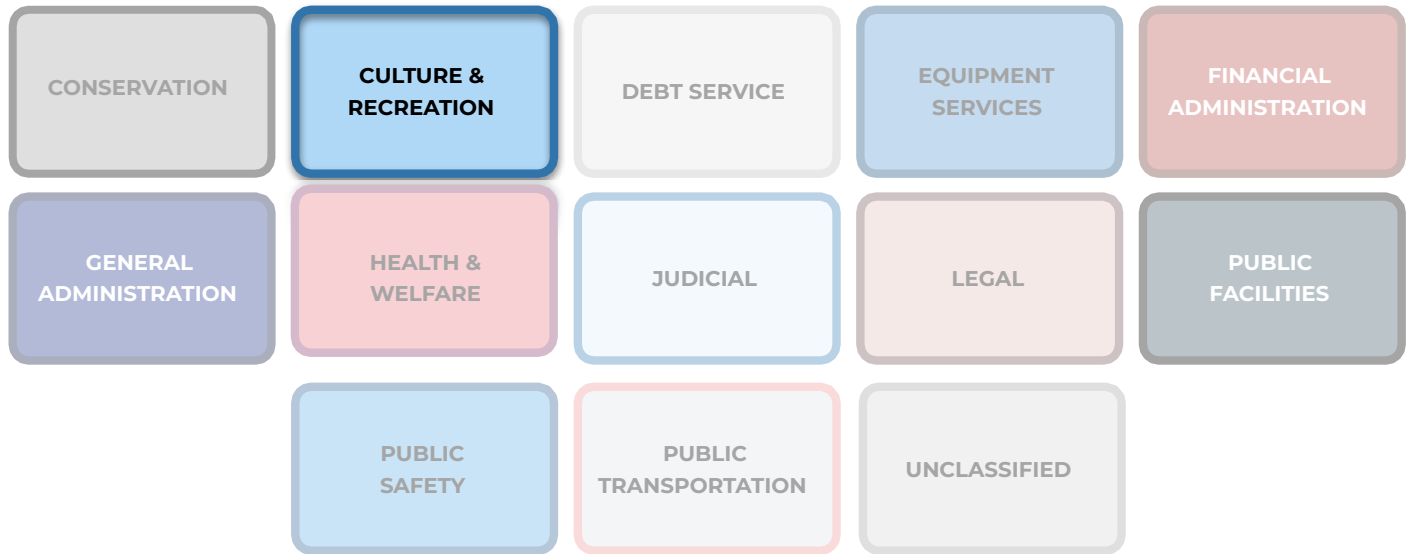 CONSERVATION
CULTURE &
RECREATION
DEBT SERVICE
EQUIPMENT
SERVICES
FINANCIAL
ADMINISTRATION
GENERAL
ADMINISTRATION
HEALTH &
WELFARE
JUDICIAL
LEGAL
PUBLIC
FACILITIES
PUBLIC
SAFETY
PUBLIC
TRANSPORTATION
UNCLASSIFIED